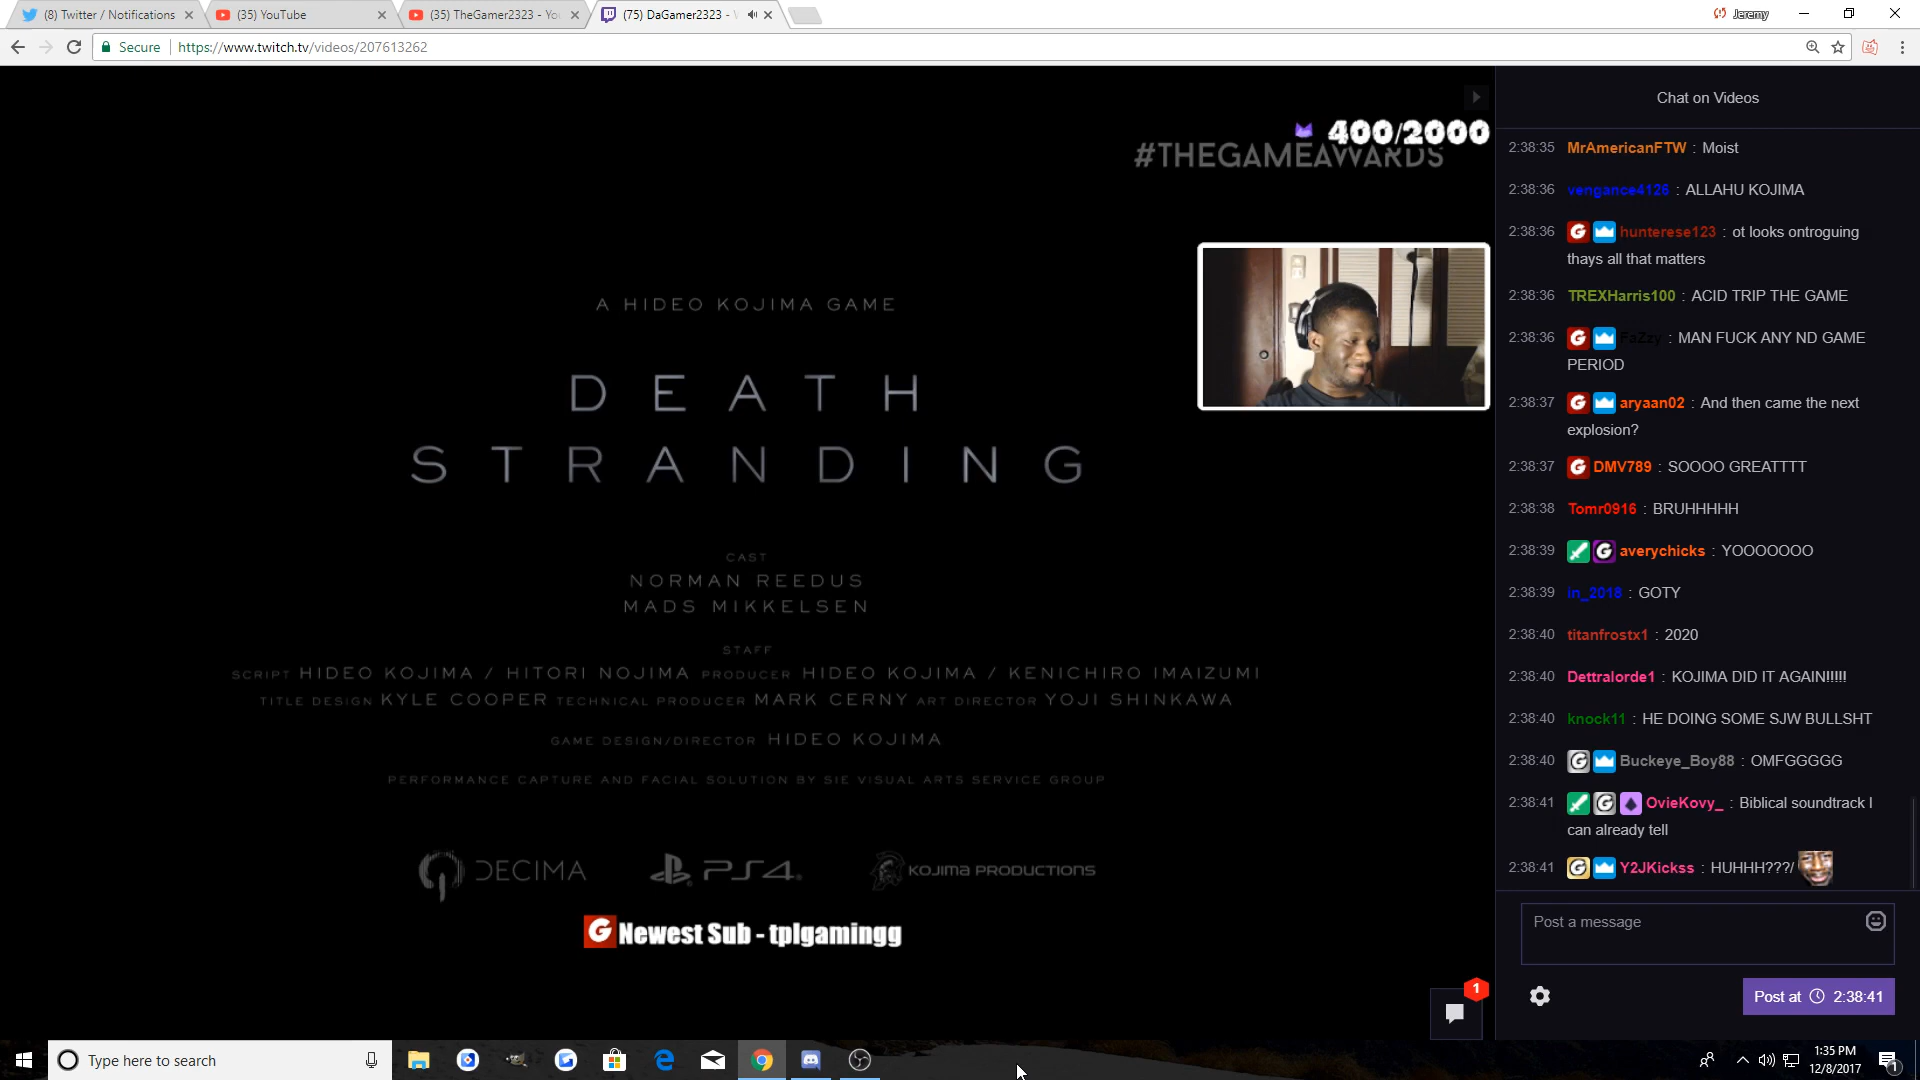 (8) Twitter / Notifications
(35) YouTube
(35) TheGamer2323 - Yo
(75) DaGamer2323 -
Jeremy
Secure
https://www.twitch.tv/videos/207613262
400/2000
#THEGAMEAWARDS
A HIDEO KOJIMA GAME
DEATH
STRANDING
CAST
NORMAN REEDUS
MADS MIKKELSEN
STAFF
SCRIPT HIDEO KOJIMA / HITORI NOJIMA PRODUCER HIDEO KOJIMA / KENICHIRO IMAIZUMI
TITLE DESIGN KYLE COOPER TECHNICAL PRODUCER MARK CERNY ART DIRECTOR YOJI SHINKAWA
GAME DESIGN/DIRECTOR HIDEO KOJIMA
PERFORMANCE CAPTURE AND FACIAL SOLUTION BY SIE VISUAL ARTS SERVICE GROUP
DECIMA
PS4
KOJIMA PRODUCTIONS
G Newest Sub - tplgamingg
Chat on Videos
2:38:35 MrAmericanFTW : Moist
2:38:36 vengance4126 : ALLAHU KOJIMA
2:38:36 hunterese123 : ot looks ontroguing
thays all that matters
2:38:36 TREXHarris100 : ACID TRIP THE GAME
2:38:36 FaZzy : MAN FUCK ANY ND GAME
PERIOD
2:38:37 aryaan02 : And then came the next
explosion?
2:38:37 DMV789 : SOOOO GREATTTT
2:38:38 Tomr0916 : BRUHHHHH
2:38:39 averychicks : YOOOOOOO
2:38:39 in_2018 : GOTY
2:38:40 titanfrostx1 : 2020
2:38:40 Dettralorde1 : KOJIMA DID IT AGAIN!!!!!
2:38:40 knock11 : HE DOING SOME SJW BULLSHT
2:38:40 Buckeye_Boy88 : OMFGGGGG
2:38:41 OvieKovy_ : Biblical soundtrack I
can already tell
2:38:41 Y2JKickss : HUHHH???/
Post a message
1
Post at 2:38:41
Type here to search
1:35 PM
12/8/2017
1